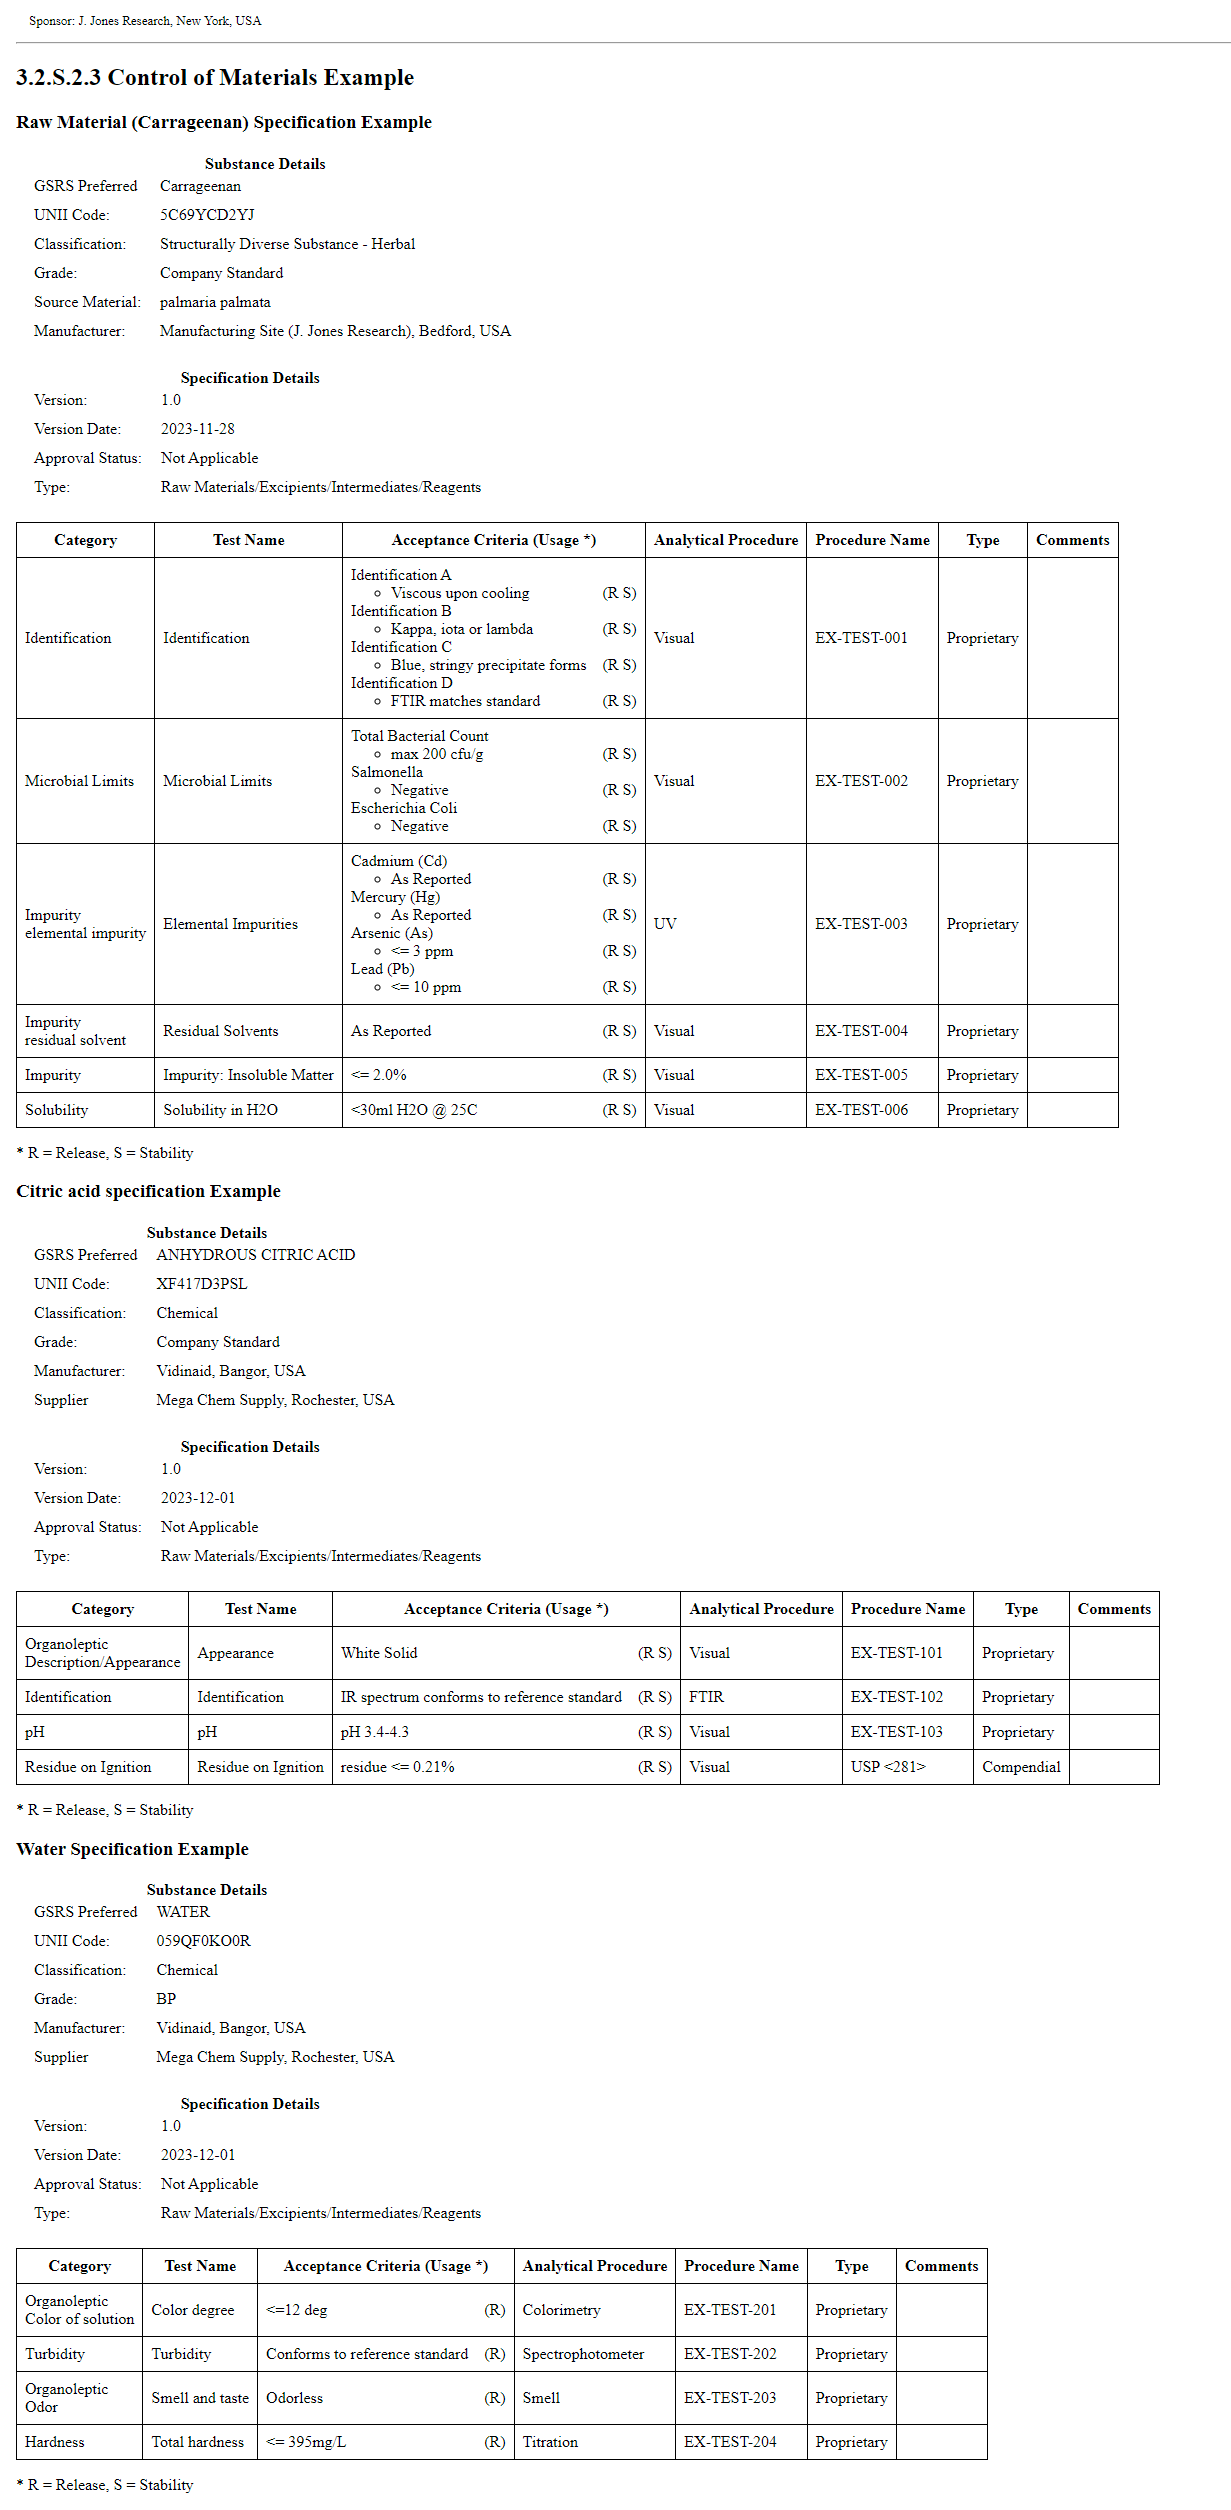 Sponsor: J. Jones Research, New York, USA
3.2.S.2.3 Control of Materials Example
Raw Material (Carrageenan) Specification Example
Substance Details
GSRS Preferred Carrageenan
UNII Code: 5C69YCD2YJ
Classification: Structurally Diverse Substance - Herbal
Grade: Company Standard
Source Material: palmaria palmata
Manufacturer: Manufacturing Site (J. Jones Research), Bedford, USA
Specification Details
Version: 1.0
Version Date: 2023-11-28
Approval Status: Not Applicable
Type: Raw Materials/Excipients/Intermediates/Reagents
Category Test Name Acceptance Criteria (Usage *) Analytical Procedure Procedure Name Type Comments
Identification A
Viscous upon cooling (R S)
Identification B
Kappa, iota or lambda (R S)
Identification Identification Visual EX-TEST-001 Proprietary
Identification C
Blue, stringy precipitate forms (R S)
Identification D
FTIR matches standard (R S)
Total Bacterial Count
max 200 cfu/g (R S)
Salmonella
Microbial Limits Microbial Limits Visual EX-TEST-002 Proprietary
Negative (R S)
Escherichia Coli
Negative (R S)
Cadmium (Cd)
As Reported (R S)
Mercury (Hg)
As Reported (R S)
Impurity
elemental impurity Elemental Impurities UV EX-TEST-003 Proprietary
Arsenic (As)
<= 3 ppm (R S)
Lead (Pb)
<= 10 ppm (R S)
Impurity
residual solvent Residual Solvents As Reported (R S) Visual EX-TEST-004 Proprietary
Impurity Impurity: Insoluble Matter <= 2.0% (R S) Visual EX-TEST-005 Proprietary
Solubility Solubility in H2O <30ml H2O @ 25C (R S) Visual EX-TEST-006 Proprietary
* R = Release, S = Stability
Citric acid specification Example
Substance Details
GSRS Preferred ANHYDROUS CITRIC ACID
UNII Code: XF417D3PSL
Classification: Chemical
Grade: Company Standard
Manufacturer: Vidinaid, Bangor, USA
Supplier Mega Chem Supply, Rochester, USA
Specification Details
Version: 1.0
Version Date: 2023-12-01
Approval Status: Not Applicable
Type: Raw Materials/Excipients/Intermediates/Reagents
Category Test Name Acceptance Criteria (Usage *) Analytical Procedure Procedure Name Type Comments
Organoleptic
Description/Appearance Appearance White Solid (R S) Visual EX-TEST-101 Proprietary
Identification Identification IR spectrum conforms to reference standard (R S) FTIR EX-TEST-102 Proprietary
pH pH pH 3.4-4.3 (R S) Visual EX-TEST-103 Proprietary
Residue on Ignition Residue on Ignition residue <= 0.21% (R S) Visual USP <281> Compendial
* R = Release, S = Stability
Water Specification Example
Substance Details
GSRS Preferred WATER
UNII Code: 059QF0KO0R
Classification: Chemical
Grade: BP
Manufacturer: Vidinaid, Bangor, USA
Supplier Mega Chem Supply, Rochester, USA
Specification Details
Version: 1.0
Version Date: 2023-12-01
Approval Status: Not Applicable
Type: Raw Materials/Excipients/Intermediates/Reagents
Category Test Name Acceptance Criteria (Usage *) Analytical Procedure Procedure Name Type Comments
Organoleptic
Color of solution Color degree <=12 deg (R) Colorimetry EX-TEST-201 Proprietary
Turbidity Turbidity Conforms to reference standard (R) Spectrophotometer EX-TEST-202 Proprietary
Organoleptic
Odor Smell and taste Odorless (R) Smell EX-TEST-203 Proprietary
Hardness Total hardness <= 395mg/L (R) Titration EX-TEST-204 Proprietary
* R = Release, S = Stability